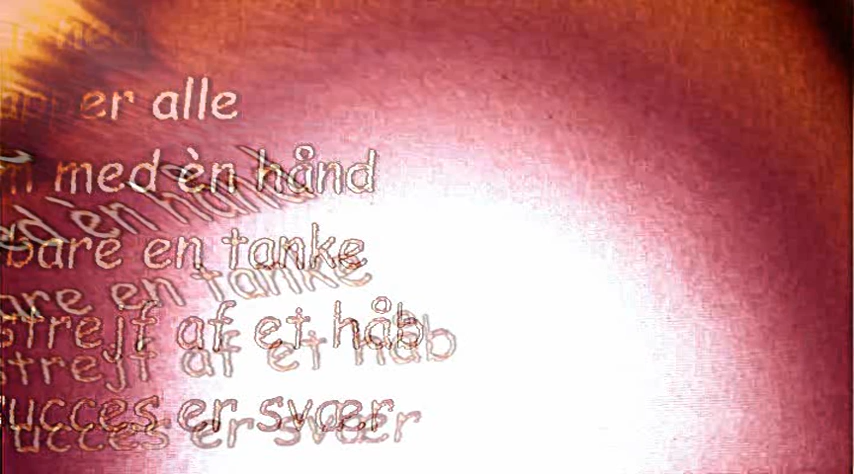 er alle
med èn hånd
bare en tanke
strejf af et håb
succes er svær